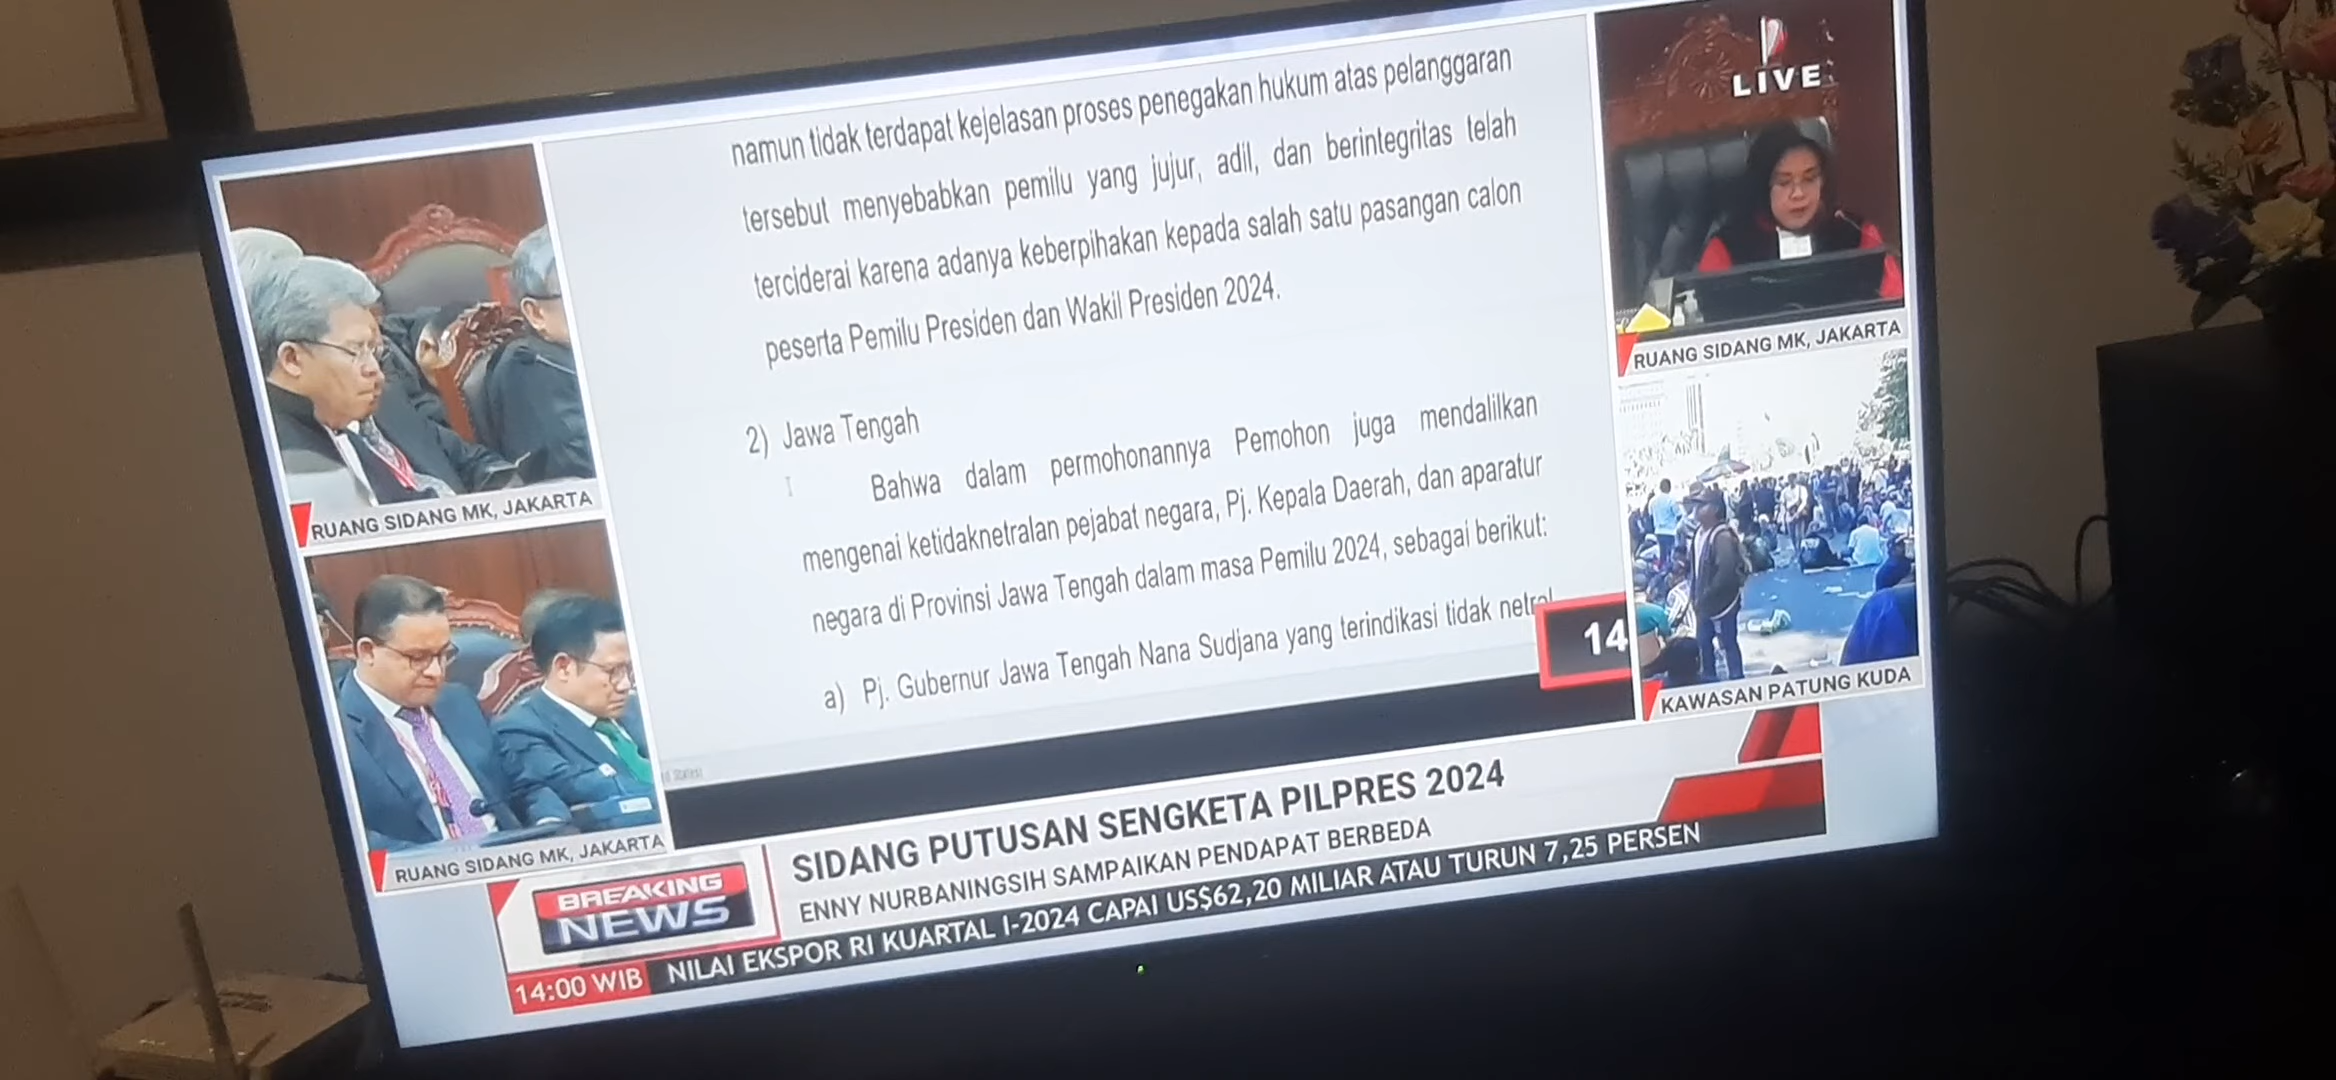 namun tidak terdapat kejelasan proses penegakan hukum atas pelanggaran
tersebut menyebabkan pemilu yang jujur, adil, dan berintegritas telah
terciderai karena adanya keberpihakan kepada salah satu pasangan calon
peserta Pemilu Presiden dan Wakil Presiden 2024.
2) Jawa Tengah
Bahwa dalam permohonannya Pemohon juga mendalilkan
mengenai ketidaknetralan pejabat negara, Pj. Kepala Daerah, dan aparatur
negara di Provinsi Jawa Tengah dalam masa Pemilu 2024, sebagai berikut:
a) Pj. Gubernur Jawa Tengah Nana Sudjana yang terindikasi tidak netral
14
LIVE
RUANG SIDANG MK, JAKARTA
KAWASAN PATUNG KUDA
RUANG SIDANG MK, JAKARTA
RUANG SIDANG MK, JAKARTA
BREAKING
NEWS
SIDANG PUTUSAN SENGKETA PILPRES 2024
ENNY NURBANINGSIH SAMPAIKAN PENDAPAT BERBEDA
14:00 WIB NILAI EKSPOR RI KUARTAL I-2024 CAPAI US$62,20 MILIAR ATAU TURUN 7,25 PERSEN